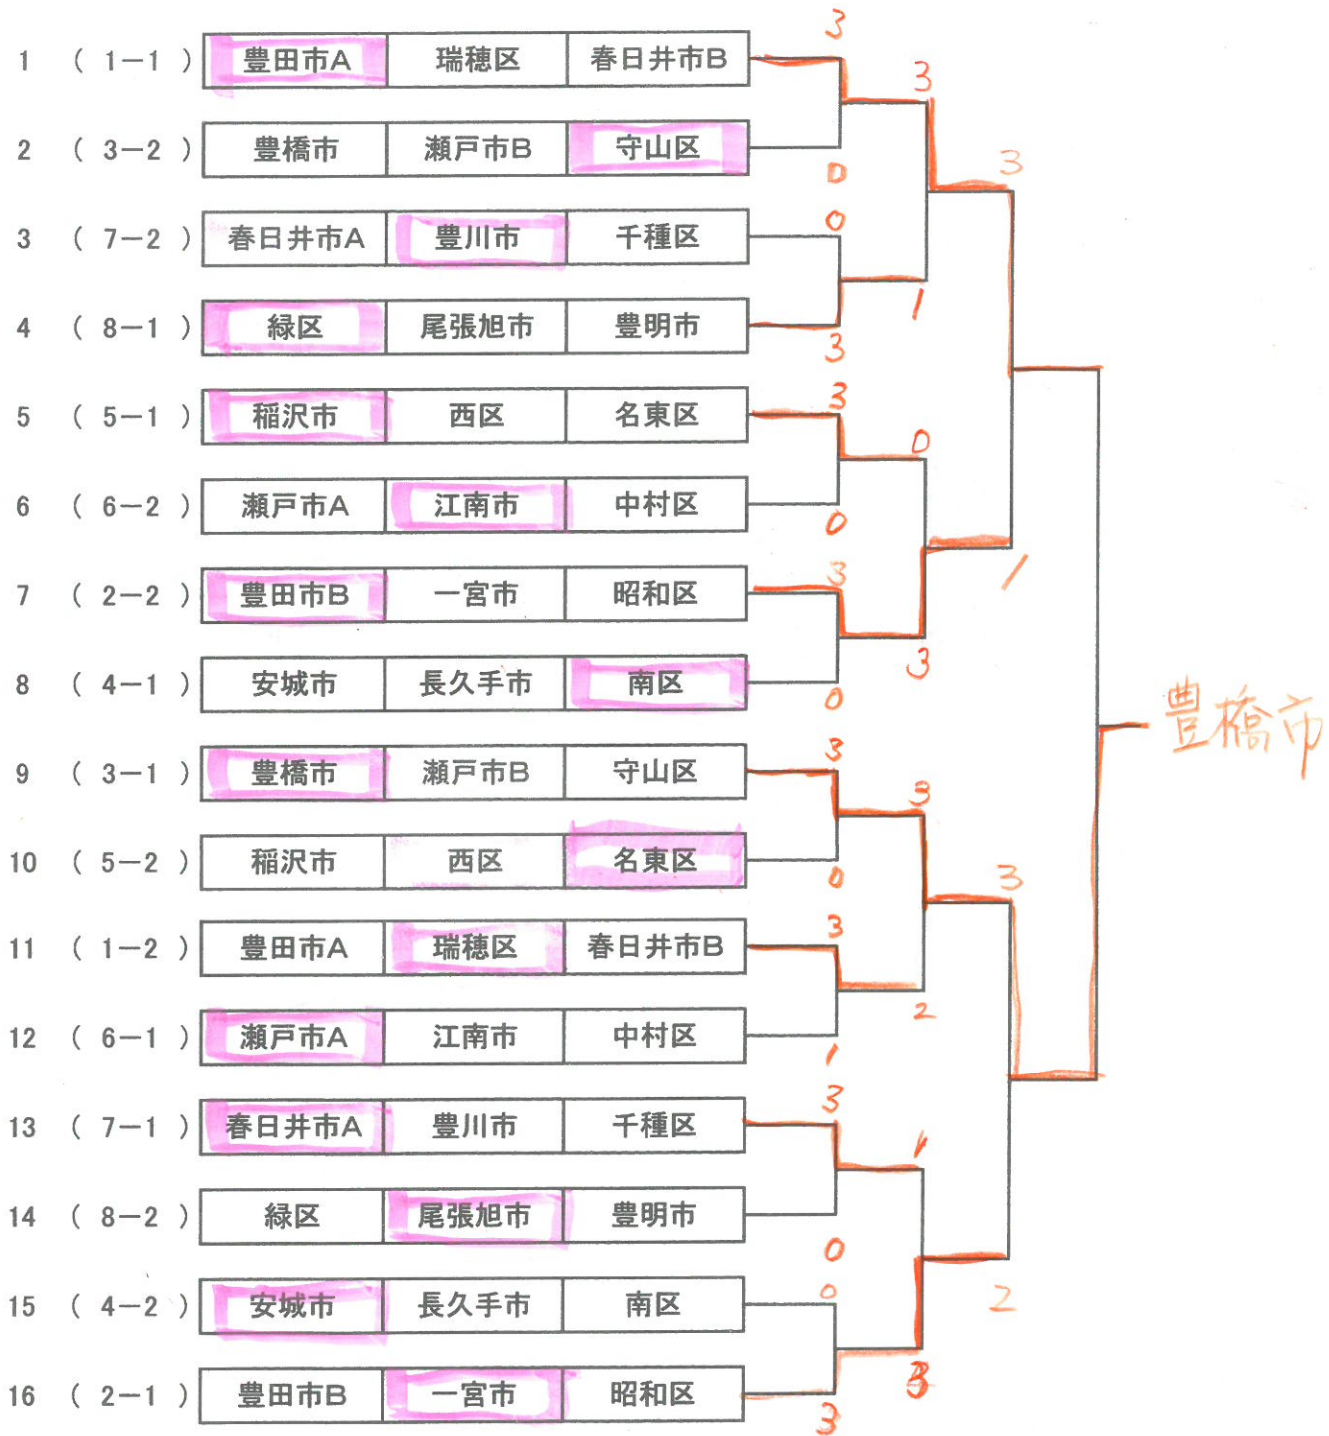 3
1 ( 1-1 ) 豊田市A 瑞穂区 春日井市B
3
2 ( 3-2 ) 豊橋市 瀬戸市B 守山区
3
0
0
3 ( 7-2 ) 春日井市A 豊川市 千種区
1
4 ( 8-1 ) 緑区 尾張旭市 豊明市
3
3
5 ( 5-1 ) 稲沢市 西区 名東区
0
6 ( 6-2 ) 瀬戸市A 江南市 中村区
0
1
3
7 ( 2-2 ) 豊田市B 一宮市 昭和区
3
8 ( 4-1 ) 安城市 長久手市 南区
0
豊橋市
3
9 ( 3-1 ) 豊橋市 瀬戸市B 守山区
3
10 ( 5-2 ) 稲沢市 西区 名東区
0
3
3
11 ( 1-2 ) 豊田市A 瑞穂区 春日井市B
2
12 ( 6-1 ) 瀬戸市A 江南市 中村区
1
3
13 ( 7-1 ) 春日井市A 豊川市 千種区
1
14 ( 8-2 ) 緑区 尾張旭市 豊明市
0
0
2
15 ( 4-2 ) 安城市 長久手市 南区
3
16 ( 2-1 ) 豊田市B 一宮市 昭和区
3